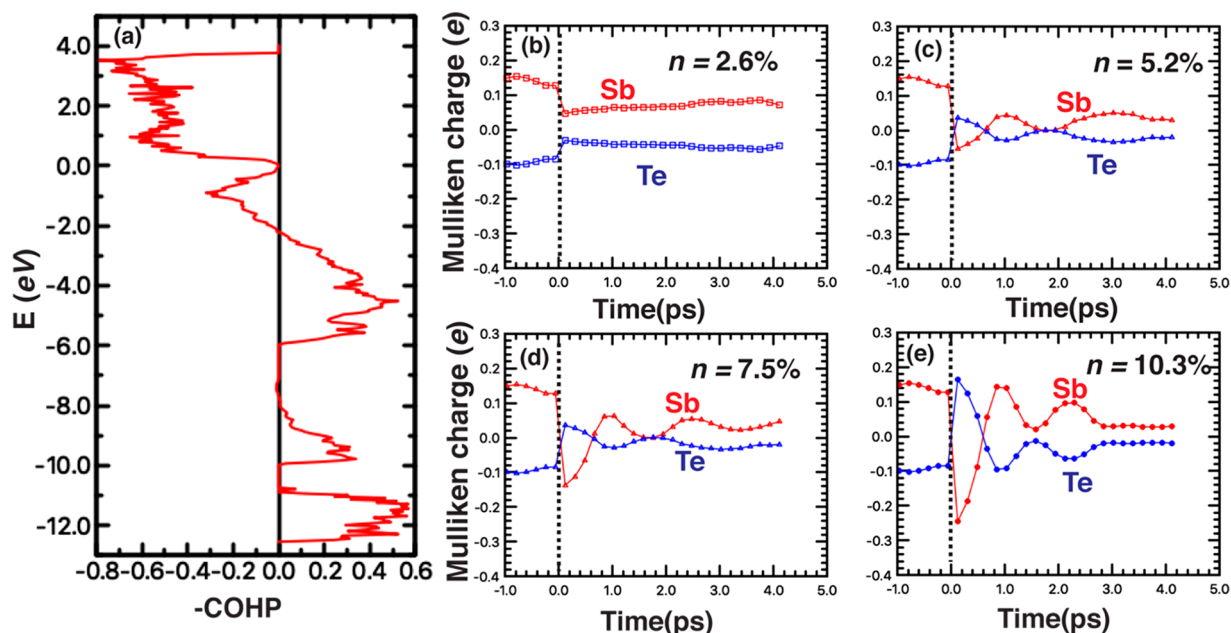 (a)
4.0
2.0
0.0
-2.0
-4.0
-6.0
-8.0
-10.0
-12.0
E (eV)
-0.8 -0.6 -0.4 -0.2 0.0 0.2 0.4 0.6
-COHP
(b)
n = 2.6%
Sb
Te
Mulliken charge (e)
0.3
0.2
0.1
0.0
-0.1
-0.2
-0.3
-0.4
-1.0 0.0 1.0 2.0 3.0 4.0 5.0
Time(ps)
(c)
n = 5.2%
Sb
Te
0.3
0.2
0.1
0.0
-0.1
-0.2
-0.3
-0.4
-1.0 0.0 1.0 2.0 3.0 4.0 5.0
Time(ps)
(d)
n = 7.5%
Sb
Te
Mulliken charge (e)
0.3
0.2
0.1
0.0
-0.1
-0.2
-0.3
-0.4
-1.0 0.0 1.0 2.0 3.0 4.0 5.0
Time(ps)
(e)
n = 10.3%
Sb
Te
0.3
0.2
0.1
0.0
-0.1
-0.2
-0.3
-0.4
-1.0 0.0 1.0 2.0 3.0 4.0 5.0
Time(ps)